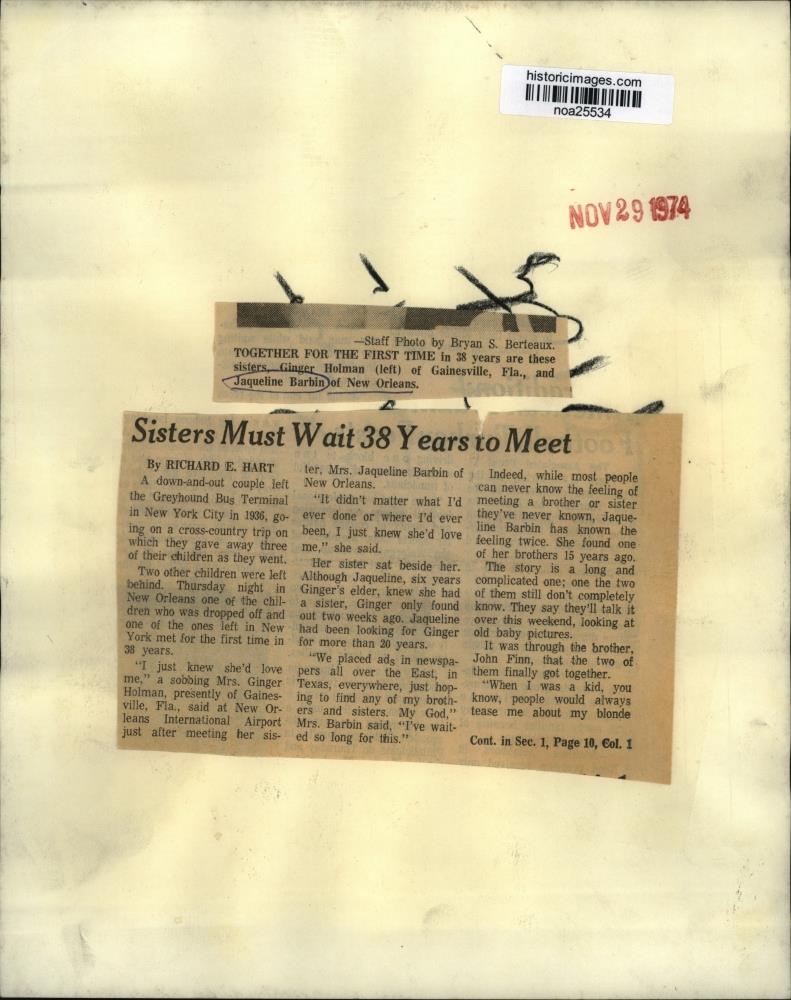 historicimages.com
noa25534
NOV 29 1974
—Staff Photo by Bryan S. Berteaux.
TOGETHER FOR THE FIRST TIME in 38 years are these
sisters, Ginger Holman (left) of Gainesville, Fla., and
Jaqueline Barbin of New Orleans.
Sisters Must Wait 38 Years to Meet
By RICHARD E. HART
A down-and-out couple left
the Greyhound Bus Terminal
in New York City in 1936, go-
ing on a cross-country trip on
which they gave away three
of their children as they went.
Two other children were left
behind. Thursday night in
New Orleans one of the chil-
dren who was dropped off and
one of the ones left in New
York met for the first time in
38 years.
"I just knew she'd love
me," a sobbing Mrs. Ginger
Holman, presently of Gaines-
ville, Fla., said at New Or-
leans International Airport
just after meeting her sis-
ter, Mrs. Jaqueline Barbin of
New Orleans.
"It didn't matter what I'd
ever done or where I'd ever
been, I just knew she'd love
me," she said.
Her sister sat beside her.
Although Jaqueline, six years
Ginger's elder, knew she had
a sister, Ginger only found
out two weeks ago. Jaqueline
had been looking for Ginger
for more than 20 years.
"We placed ads in newspa-
pers all over the East, in
Texas, everywhere, just hop-
ing to find any of my broth-
ers and sisters. My God,"
Mrs. Barbin said, "I've wait-
ed so long for this."
Indeed, while most people
can never know the feeling of
meeting a brother or sister
they've never known, Jaque-
line Barbin has known the
feeling twice. She found one
of her brothers 15 years ago.
The story is a long and
complicated one; one the two
of them still don't completely
know. They say they'll talk it
over this weekend, looking at
old baby pictures.
It was through the brother,
John Finn, that the two of
them finally got together.
"When I was a kid, you
know, people would always
tease me about my blonde
Cont. in Sec. 1, Page 10, Col. 1